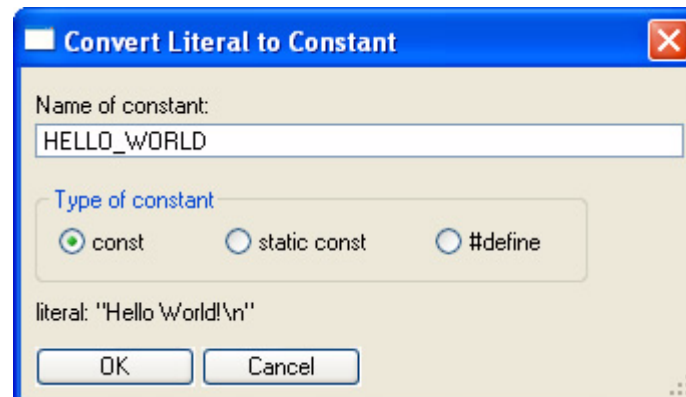 Convert Literal to Constant
Name of constant:
HELLO_WORLD
Type of constant
const static const #define
literal: "Hello World!\n"
OK Cancel